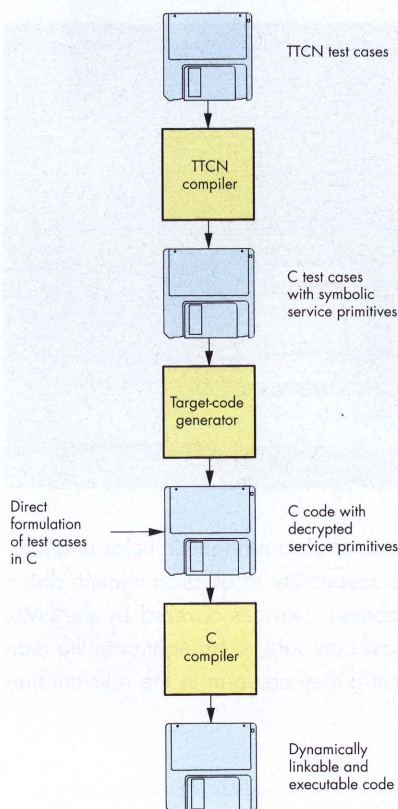 TTCN test cases
TTCN
compiler
C test cases
with symbolic
service primitives
Target-code
generator
Direct
formulation
of test cases
in C
C code with
decrypted
service primitives
C
compiler
Dynamically
linkable and
executable code